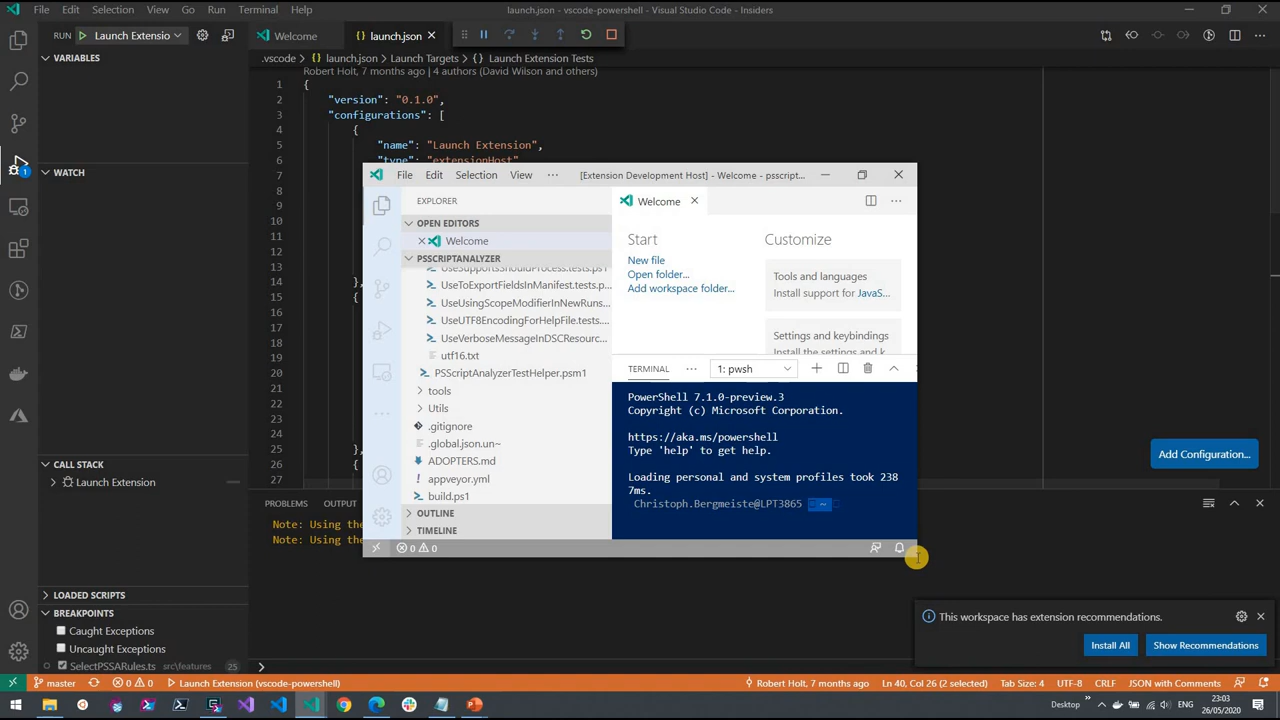 File Edit Selection View Go Run Terminal Help
launch.json - vscode-powershell - Visual Studio Code - Insiders
RUN Launch Extensio
Welcome
launch.json
.vscode > launch.json > Launch Targets > Launch Extension Tests
VARIABLES
Robert Holt, 7 months ago | 4 authors (David Wilson and others)
1 {
2 "version": "0.1.0",
3 "configurations": [
4 {
5 "name": "Launch Extension",
6 "type": "extensionHost"
7
8
9
10
11
12
13
14 },
15 {
16
17
18
19
20
21
22
23
24
25 },
26 {
27
WATCH
CALL STACK
Launch Extension
LOADED SCRIPTS
BREAKPOINTS
Caught Exceptions
Uncaught Exceptions
SelectPSSARules.ts src\features 25
1
File Edit Selection View ···
[Extension Development Host] - Welcome - psscript...
EXPLORER
OPEN EDITORS
Welcome
PSSCRIPTANALYZER
UseSupportsShouldProcess.tests.ps1
UseToExportFieldsInManifest.tests.p...
UseUsingScopeModifierInNewRuns...
UseUTF8EncodingForHelpFile.tests....
UseVerboseMessageInDSCResourc...
utf16.txt
PSScriptAnalyzerTestHelper.psm1
tools
Utils
.gitignore
.global.json.un~
ADOPTERS.md
appveyor.yml
build.ps1
OUTLINE
TIMELINE
0 0
Welcome
Start
New file
Open folder...
Add workspace folder...
Customize
Tools and languages
Install support for JavaS...
Settings and keybindings
Install the settings and k
TERMINAL ··· 1: pwsh
PowerShell 7.1.0-preview.3
Copyright (c) Microsoft Corporation.
https://aka.ms/powershell
Type 'help' to get help.
Loading personal and system profiles took 238
7ms.
Christoph.Bergmeiste@LPT3865 ~
Add Configuration...
PROBLEMS OUTPUT
Note: Using the
Note: Using the
This workspace has extension recommendations.
Install All
Show Recommendations
master 0 0 Launch Extension (vscode-powershell)
Robert Holt, 7 months ago Ln 40, Col 26 (2 selected) Tab Size: 4 UTF-8 CRLF JSON with Comments
Desktop ENG 23:03
26/05/2020